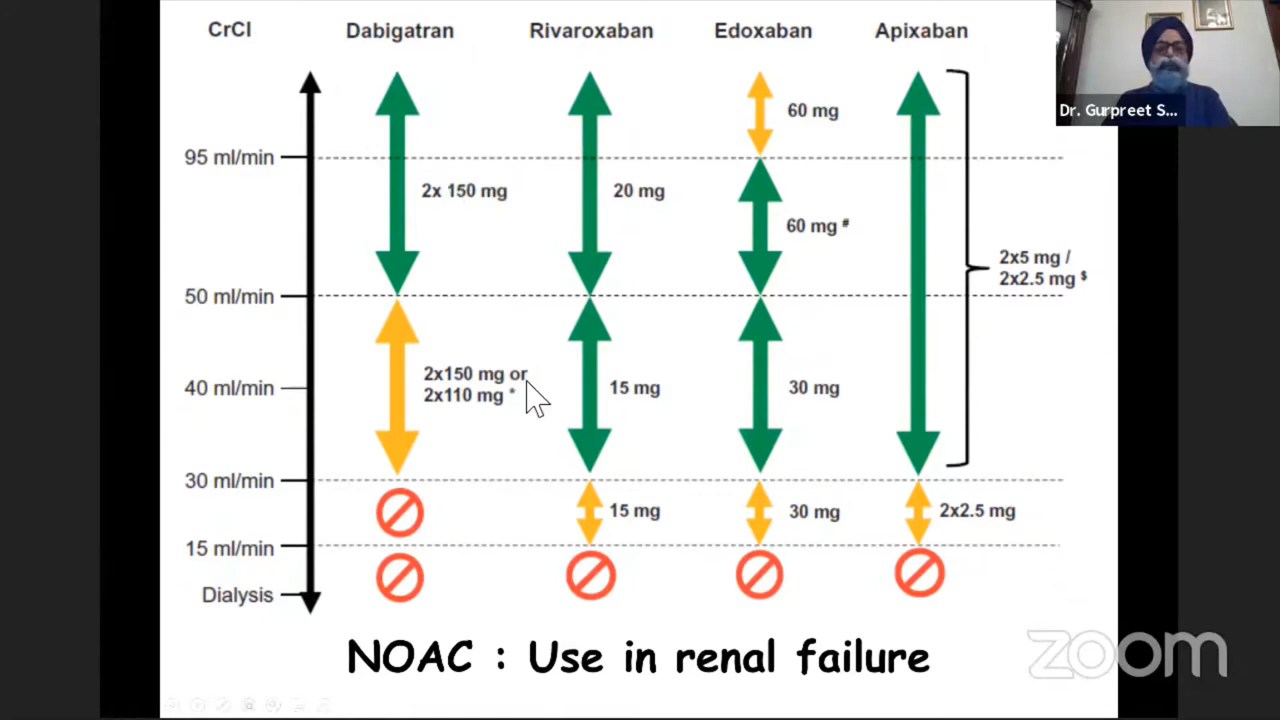 CrCl Dabigatran Rivaroxaban Edoxaban Apixaban
60 mg
Dr. Gurpreet S...
95 ml/min
2x 150 mg
20 mg
60 mg #
2x5 mg /
2x2.5 mg $
50 ml/min
2x150 mg or
2x110 mg *
40 ml/min
15 mg
30 mg
30 ml/min
15 mg
30 mg
2x2.5 mg
15 ml/min
Dialysis
NOAC : Use in renal failure
zoom